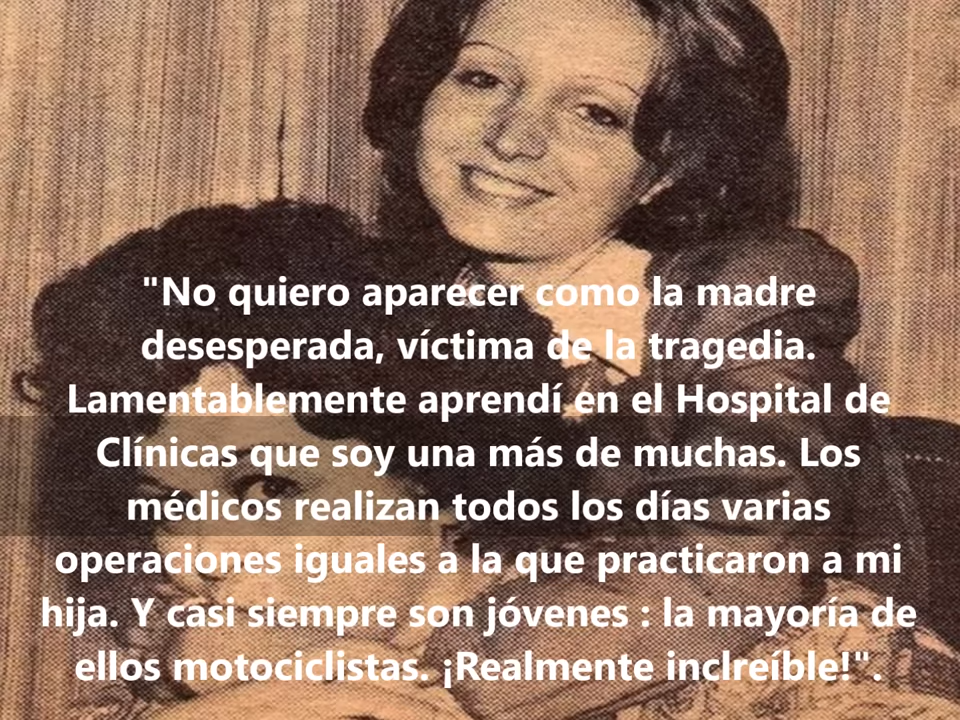 "No quiero aparecer como la madre
desesperada, víctima de la tragedia.
Lamentablemente aprendí en el Hospital de
Clínicas que soy una más de muchas. Los
médicos realizan todos los días varias
operaciones iguales a la que practicaron a mi
hija. Y casi siempre son jóvenes : la mayoría de
ellos motociclistas. ¡Realmente inclreíble!".